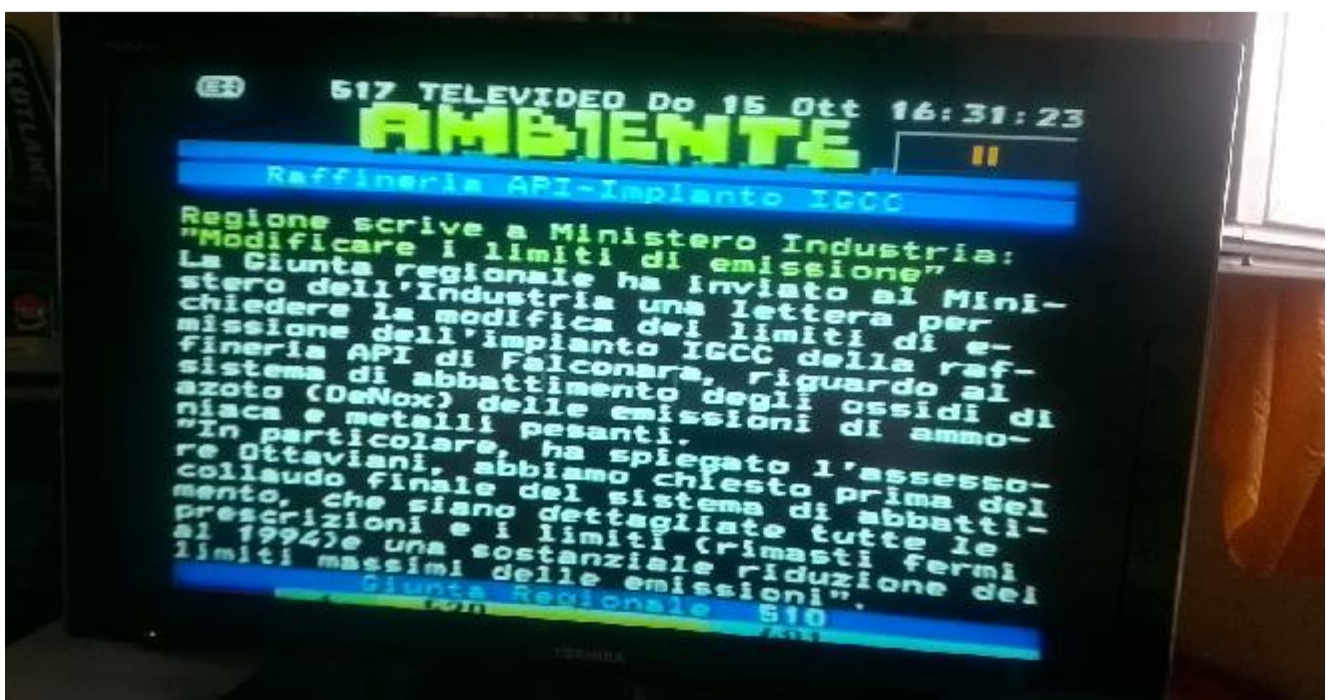 517 TELEVIDEO Do 15 Ott 16:31:23
AMBIENTE
Raffineria API-Impianto IGCC
Regione scrive a Ministero Industria:
"Modificare i limiti di emissione"
La Giunta regionale ha inviato al Mini-
stero dell'Industria una lettera per
chiedere la modifica dei limiti di e-
missione dell'impianto IGCC della raf-
fineria API di Falconara, riguardo al
sistema di abbattimento degli ossidi di
azoto (DeNox) delle emissioni di ammo-
niaca e metalli pesanti.
"In particolare, ha spiegato l'assesso-
re Ottaviani, abbiamo chiesto prima del
collaudo finale del sistema di abbatti-
mento, che siano dettagliate tutte le
prescrizioni e i limiti (rimasti fermi
al 1994)e una sostanziale riduzione dei
limiti massimi delle emissioni".
Giunta Regionale 510
TOSHIBA
SCOTLAND